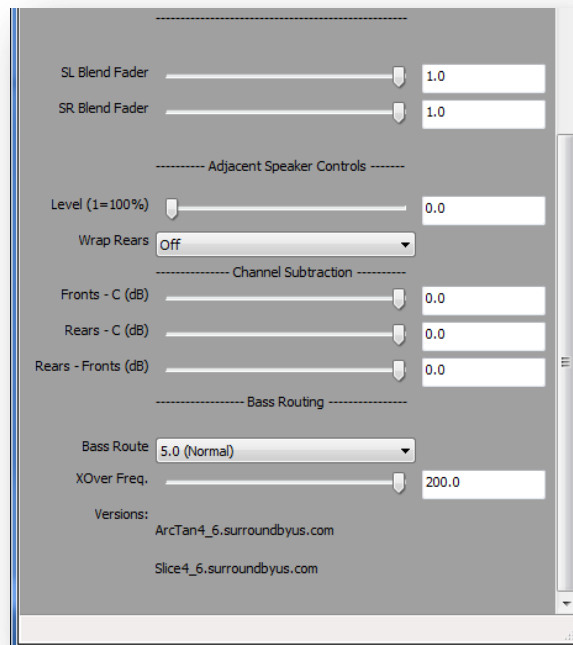 --------------------------------------------------
SL Blend Fader 1.0
SR Blend Fader 1.0
---------- Adjacent Speaker Controls -------
Level (1=100%) 0.0
Wrap Rears Off
--------------- Channel Subtraction ----------
Fronts - C (dB) 0.0
Rears - C (dB) 0.0
Rears - Fronts (dB) 0.0
------------------ Bass Routing ----------------
Bass Route 5.0 (Normal)
XOver Freq. 200.0
Versions:
ArcTan4_6.surroundbyus.com
Slice4_6.surroundbyus.com